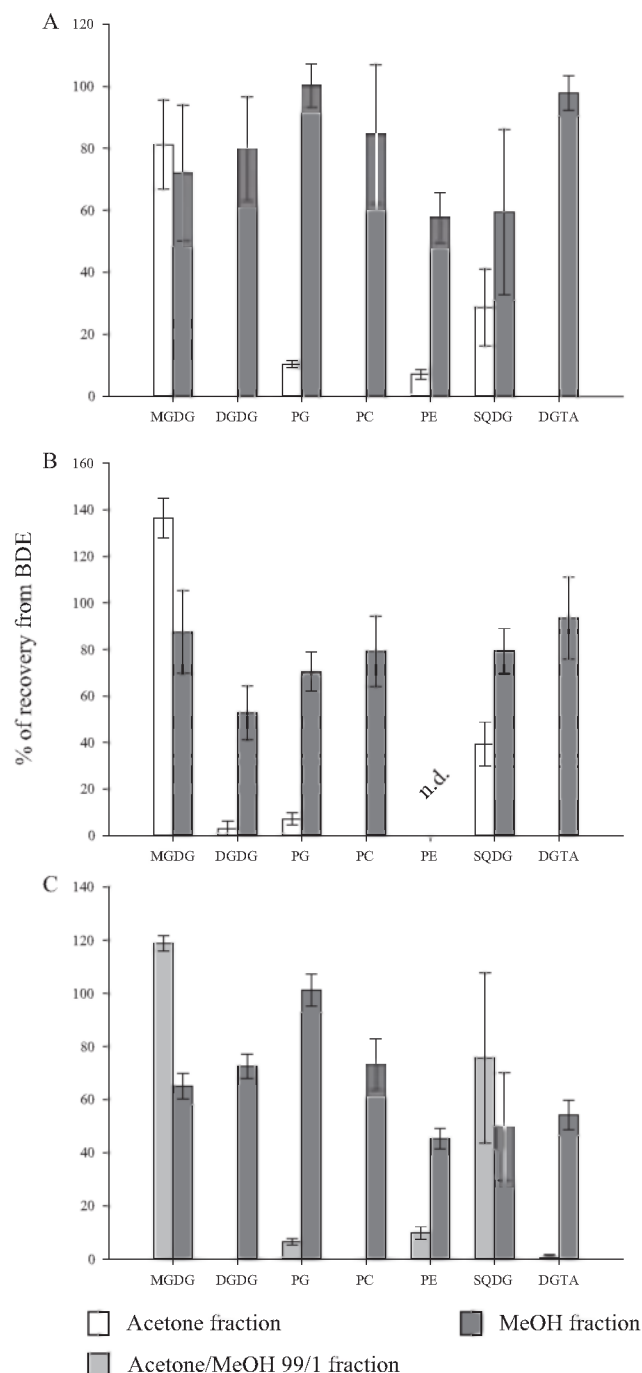 A
120
100
80
60
40
20
0
MGDG DGDG PG PC PE SQDG DGTA
B
160
140
120
100
80
60
40
20
0
n.d.
MGDG DGDG PG PC PE SQDG DGTA
% of recovery from BDE
C
140
120
100
80
60
40
20
0
MGDG DGDG PG PC PE SQDG DGTA
Acetone fraction MeOH fraction
Acetone/MeOH 99/1 fraction